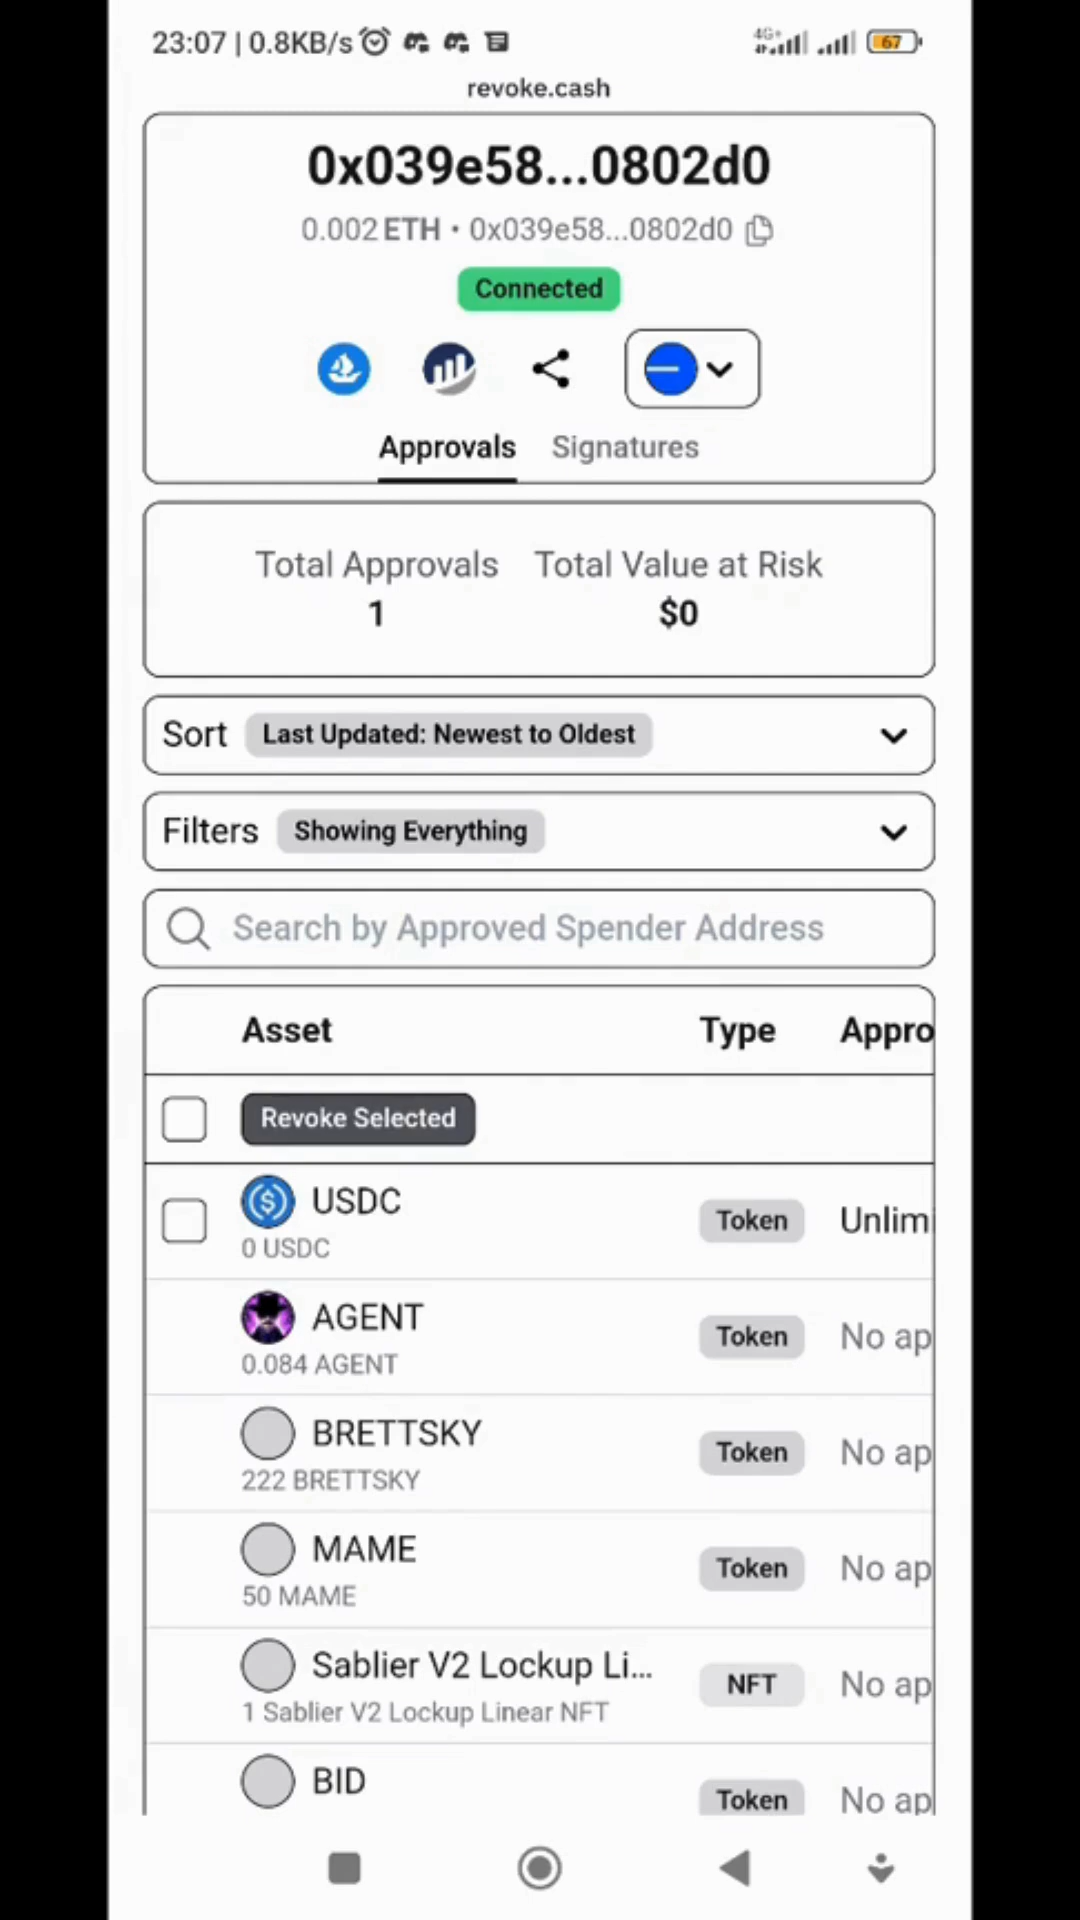 23:07 | 0.8KB/s 4G+ 67
revoke.cash
0x039e58...0802d0
0.002 ETH • 0x039e58...0802d0
Connected
Approvals Signatures
Total Approvals Total Value at Risk
1 $0
Sort Last Updated: Newest to Oldest
Filters Showing Everything
Search by Approved Spender Address
Asset Type Appro
Revoke Selected
USDC
Token Unlimi
0 USDC
AGENT
Token No ap
0.084 AGENT
BRETTSKY
Token No ap
222 BRETTSKY
MAME
Token No ap
50 MAME
Sablier V2 Lockup Li...
NFT No ap
1 Sablier V2 Lockup Linear NFT
BID
Token No ap